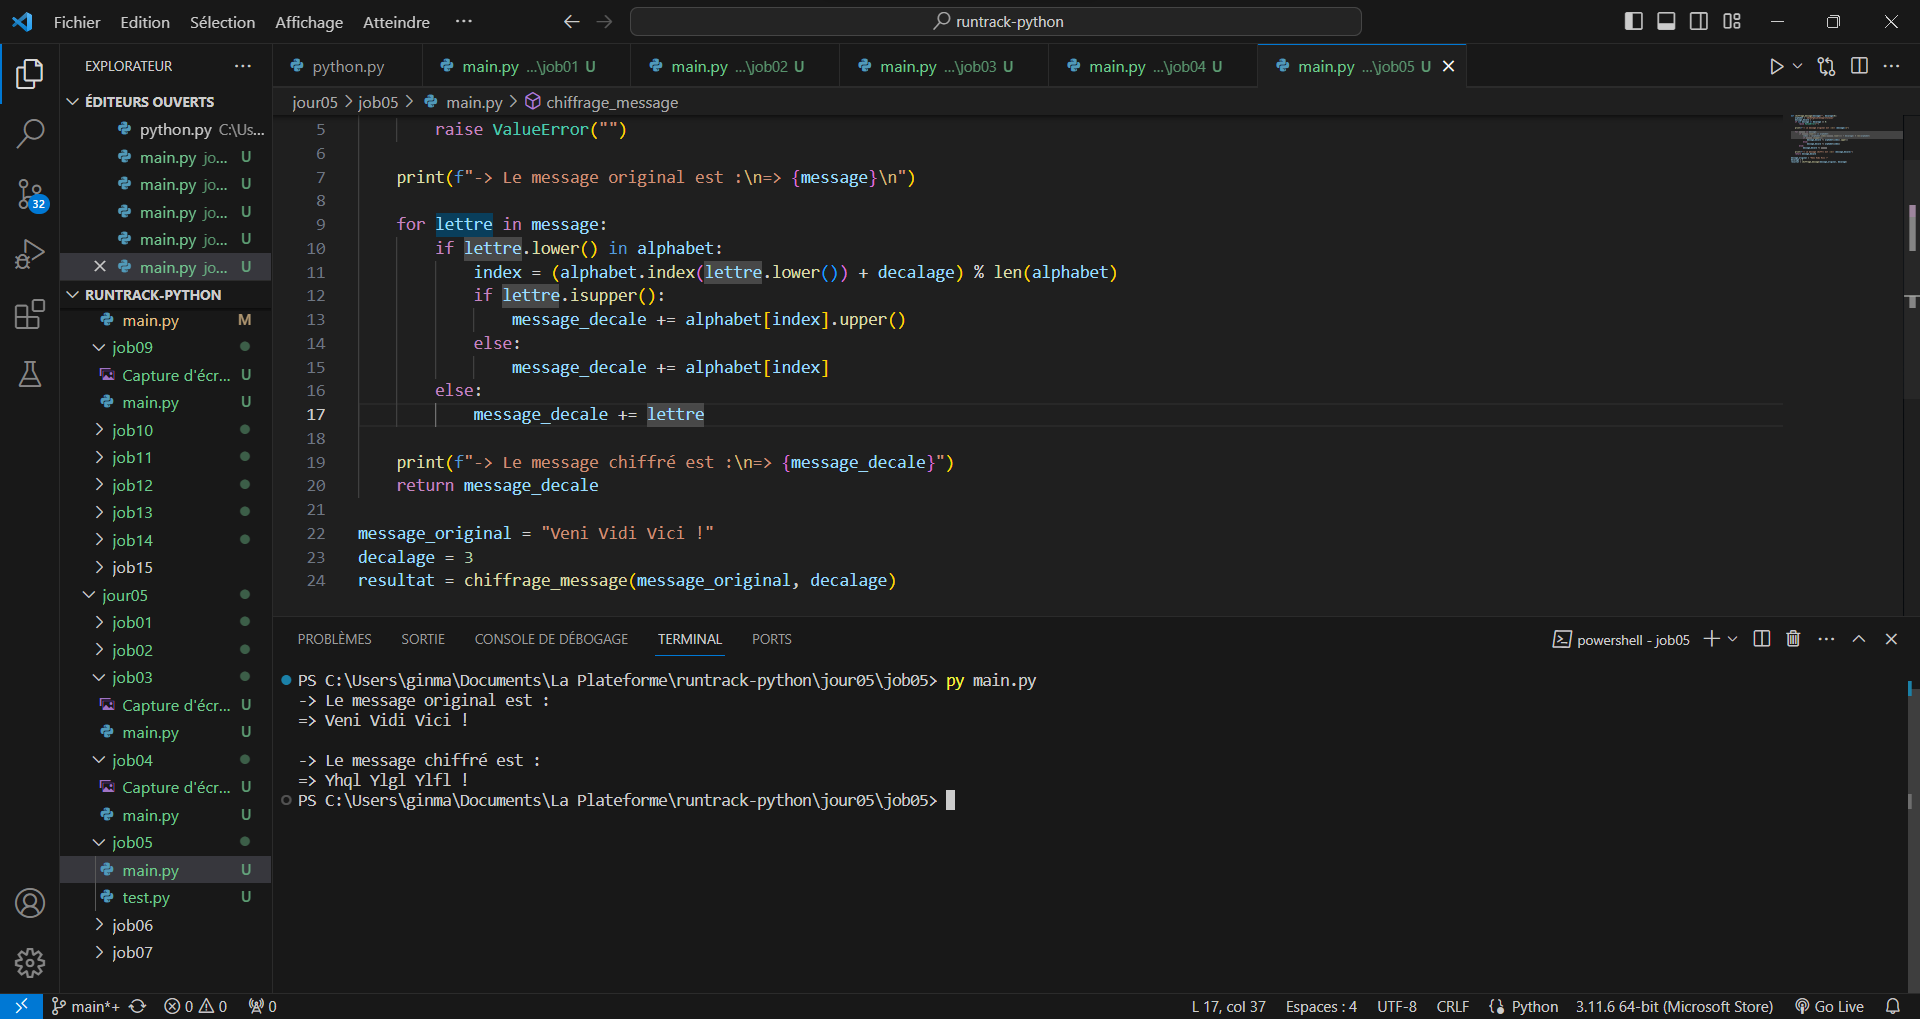 Fichier Edition Sélection Affichage Atteindre ··· runtrack-python
EXPLORATEUR ···
ÉDITEURS OUVERTS
python.py C:\Us...
main.py jo... U
main.py jo... U
main.py jo... U
main.py jo... U
main.py jo... U
RUNTRACK-PYTHON
main.py M
job09
Capture d'écr... U
main.py U
job10
job11
job12
job13
job14
job15
jour05
job01
job02
job03
Capture d'écr... U
main.py U
job04
Capture d'écr... U
main.py U
job05
main.py U
test.py U
job06
job07
32
python.py main.py ...\job01 U main.py ...\job02 U main.py ...\job03 U main.py ...\job04 U main.py ...\job05 U
jour05 > job05 > main.py > chiffrage_message
5 raise ValueError("")
6
7 print(f"-> Le message original est :\n=> {message}\n")
8
9 for lettre in message:
10 if lettre.lower() in alphabet:
11 index = (alphabet.index(lettre.lower()) + decalage) % len(alphabet)
12 if lettre.isupper():
13 message_decale += alphabet[index].upper()
14 else:
15 message_decale += alphabet[index]
16 else:
17 message_decale += lettre
18
19 print(f"-> Le message chiffré est :\n=> {message_decale}")
20 return message_decale
21
22 message_original = "Veni Vidi Vici !"
23 decalage = 3
24 resultat = chiffrage_message(message_original, decalage)
PROBLÈMES SORTIE CONSOLE DE DÉBOGAGE TERMINAL PORTS powershell - job05
PS C:\Users\ginma\Documents\La Plateforme\runtrack-python\jour05\job05> py main.py
-> Le message original est :
=> Veni Vidi Vici !
-> Le message chiffré est :
=> Yhql Ylgl Ylfl !
PS C:\Users\ginma\Documents\La Plateforme\runtrack-python\jour05\job05>
main*+ 0 0 0 L 17, col 37 Espaces : 4 UTF-8 CRLF Python 3.11.6 64-bit (Microsoft Store) Go Live